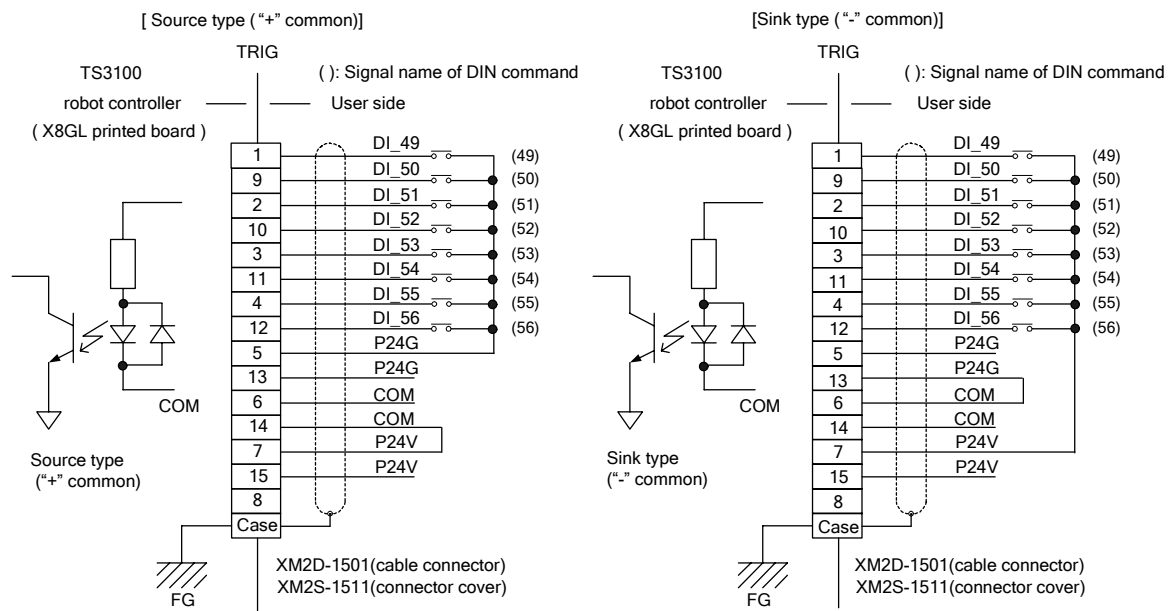 [ Source type ( “+” common)]
TRIG
TS3100
( ): Signal name of DIN command
robot controller
User side
( X8GL printed board )
1 DI_49 (49)
9 DI_50 (50)
2 DI_51 (51)
10 DI_52 (52)
3 DI_53 (53)
11 DI_54 (54)
4 DI_55 (55)
12 DI_56 (56)
5 P24G
13 P24G
6 COM
14 COM
7 P24V
15 P24V
8
Case
COM
Source type
(“+” common)
FG
XM2D-1501(cable connector)
XM2S-1511(connector cover)
[Sink type (“-” common)]
TRIG
TS3100
( ): Signal name of DIN command
robot controller
User side
( X8GL printed board )
1 DI_49 (49)
9 DI_50 (50)
2 DI_51 (51)
10 DI_52 (52)
3 DI_53 (53)
11 DI_54 (54)
4 DI_55 (55)
12 DI_56 (56)
5 P24G
13 P24G
6 COM
14 COM
7 P24V
15 P24V
8
Case
COM
Sink type
(“-” common)
FG
XM2D-1501(cable connector)
XM2S-1511(connector cover)